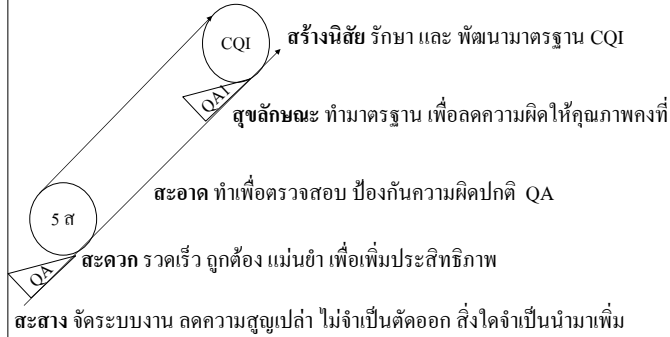 CQI
สร้างนิสัย รักษา และ พัฒนามาตรฐาน CQI
QA1
สุขลักษณะ ทำมาตรฐาน เพื่อลดความผิดให้คุณภาพคงที่
สะอาด ทำเพื่อตรวจสอบ ป้องกันความผิดปกติ QA
5 ส
สะดวก รวดเร็ว ถูกต้อง แม่นยำ เพื่อเพิ่มประสิทธิภาพ
QA
สะสาง จัดระบบงาน ลดความสูญเปล่า ไม่จำเป็นตัดออก สิ่งใดจำเป็นนำมาเพิ่ม